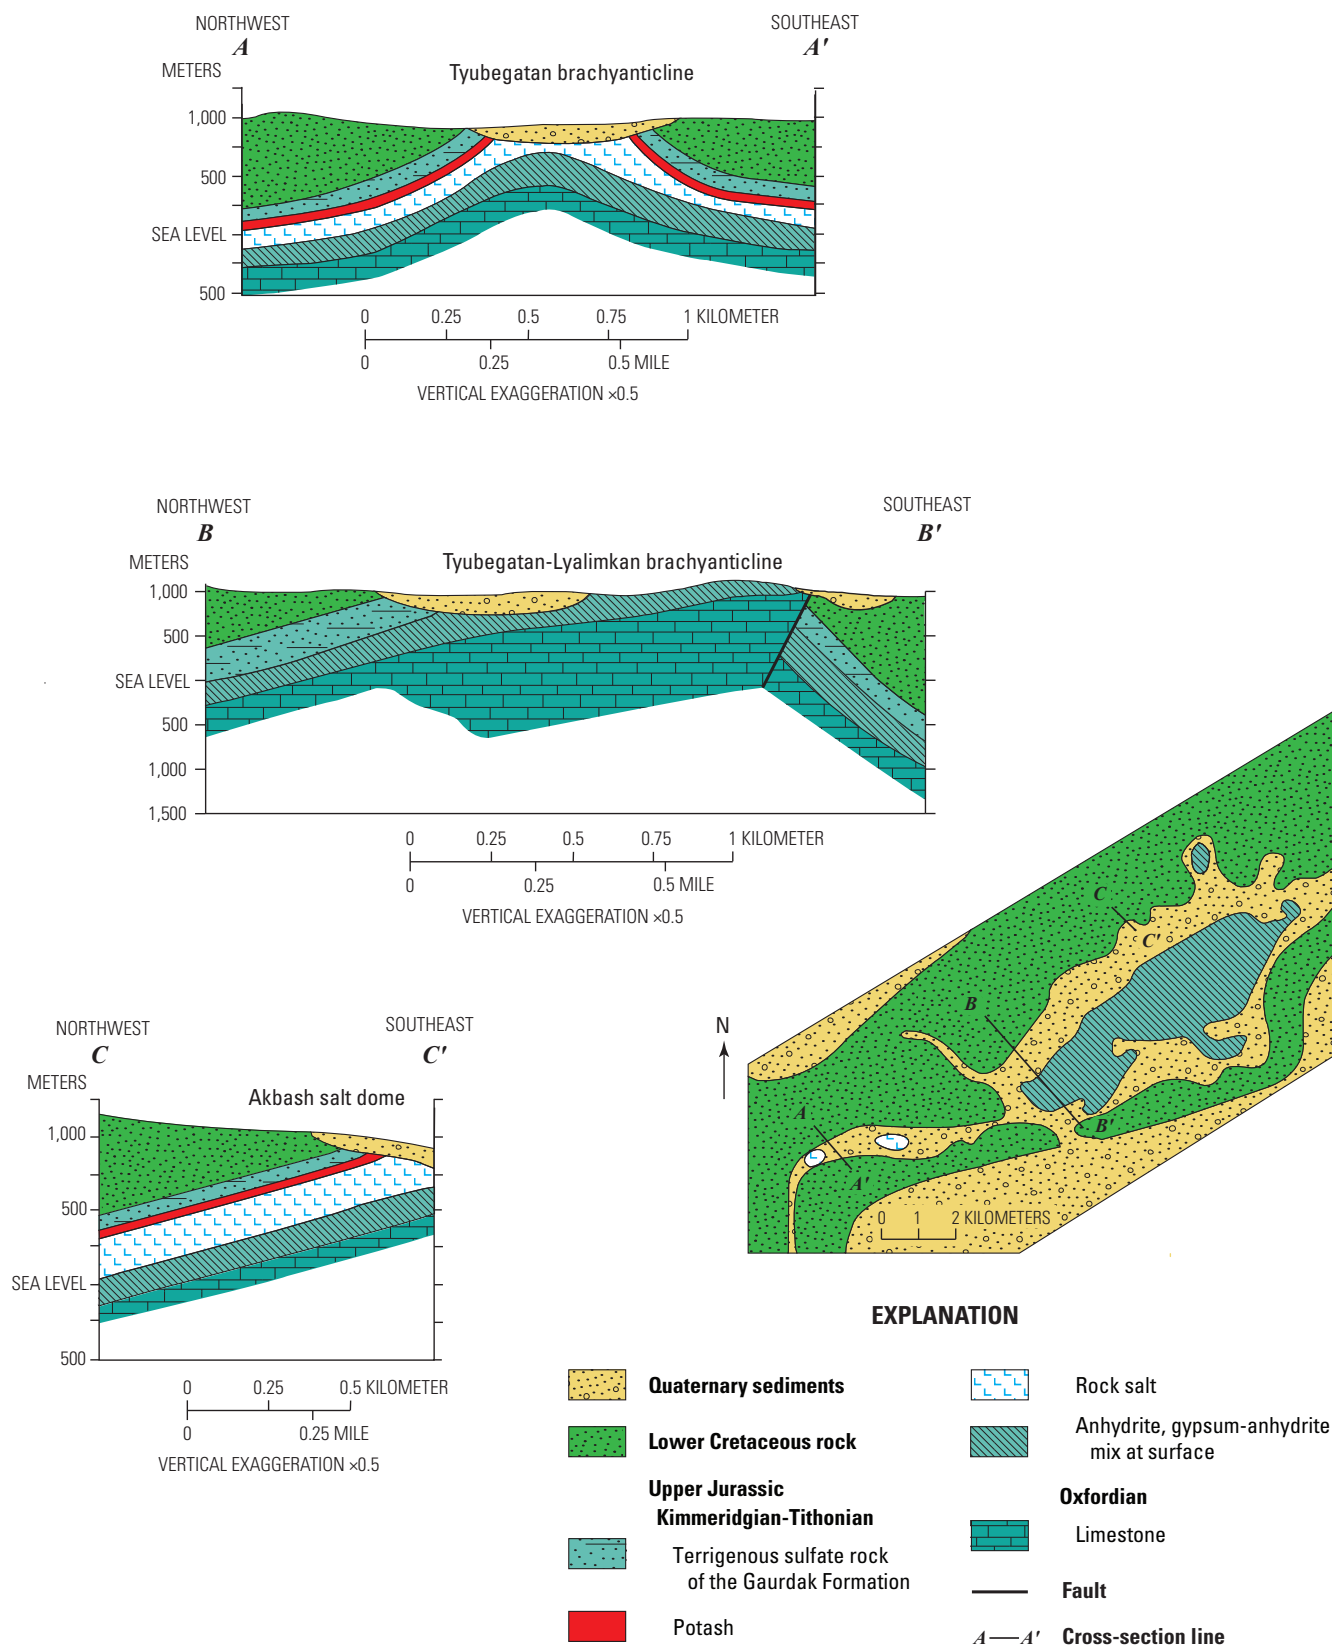 NORTHWEST
A
SOUTHEAST
A'
METERS
Tyubegatan brachyanticline
1,000
500
SEA LEVEL
500
0 0.25 0.5 0.75 1 KILOMETER
0 0.25 0.5 MILE
VERTICAL EXAGGERATION ×0.5
NORTHWEST
B
SOUTHEAST
B'
METERS
Tyubegatan-Lyalimkan brachyanticline
1,000
500
SEA LEVEL
500
1,000
1,500
0 0.25 0.5 0.75 1 KILOMETER
0 0.25 0.5 MILE
VERTICAL EXAGGERATION ×0.5
NORTHWEST
C
SOUTHEAST
C'
METERS
Akbash salt dome
1,000
500
SEA LEVEL
500
0 0.25 0.5 KILOMETER
0 0.25 MILE
VERTICAL EXAGGERATION ×0.5
N
C
C'
B
B'
A
A'
0 1 2 KILOMETERS
EXPLANATION
Quaternary sediments
Lower Cretaceous rock
Upper Jurassic
Kimmeridgian-Tithonian
Terrigenous sulfate rock
of the Gaurdak Formation
Potash
Rock salt
Anhydrite, gypsum-anhydrite
mix at surface
Oxfordian
Limestone
Fault
A—A' Cross-section line